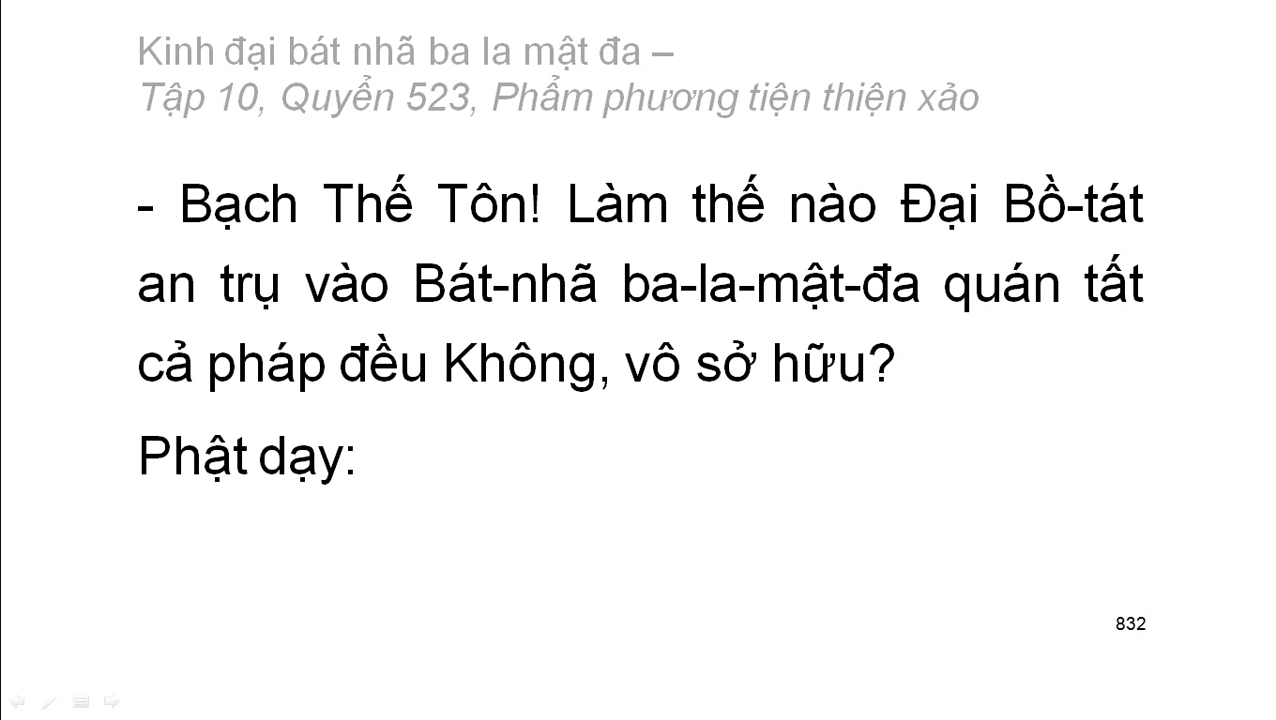 Kinh đại bát nhã ba la mật đa –
Tập 10, Quyển 523, Phẩm phương tiện thiện xảo
- Bạch Thế Tôn! Làm thế nào Đại Bồ-tát
an trụ vào Bát-nhã ba-la-mật-đa quán tất
cả pháp đều Không, vô sở hữu?
Phật dạy:
832